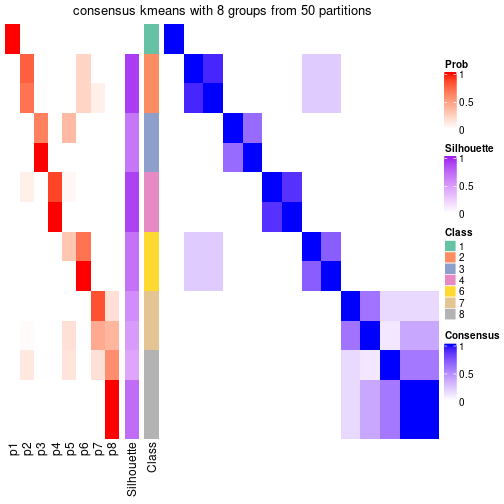 consensus kmeans with 8 groups from 50 partitions
Prob
1
0.5
0
Silhouette
1
0.5
0
Class
1
2
3
4
6
7
8
Consensus
1
0.5
0
p1
p2
p3
p4
p5
p6
p7
p8
Silhouette
Class